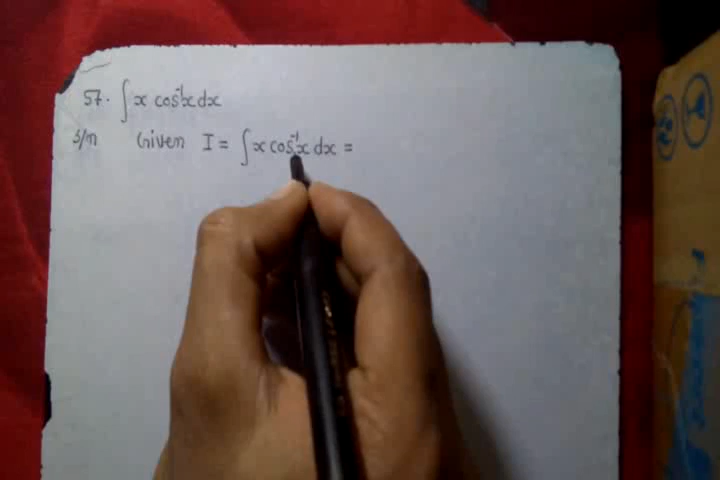 57. ∫ x cos⁻¹x dx
S/n Given I = ∫ x cos⁻¹x dx =